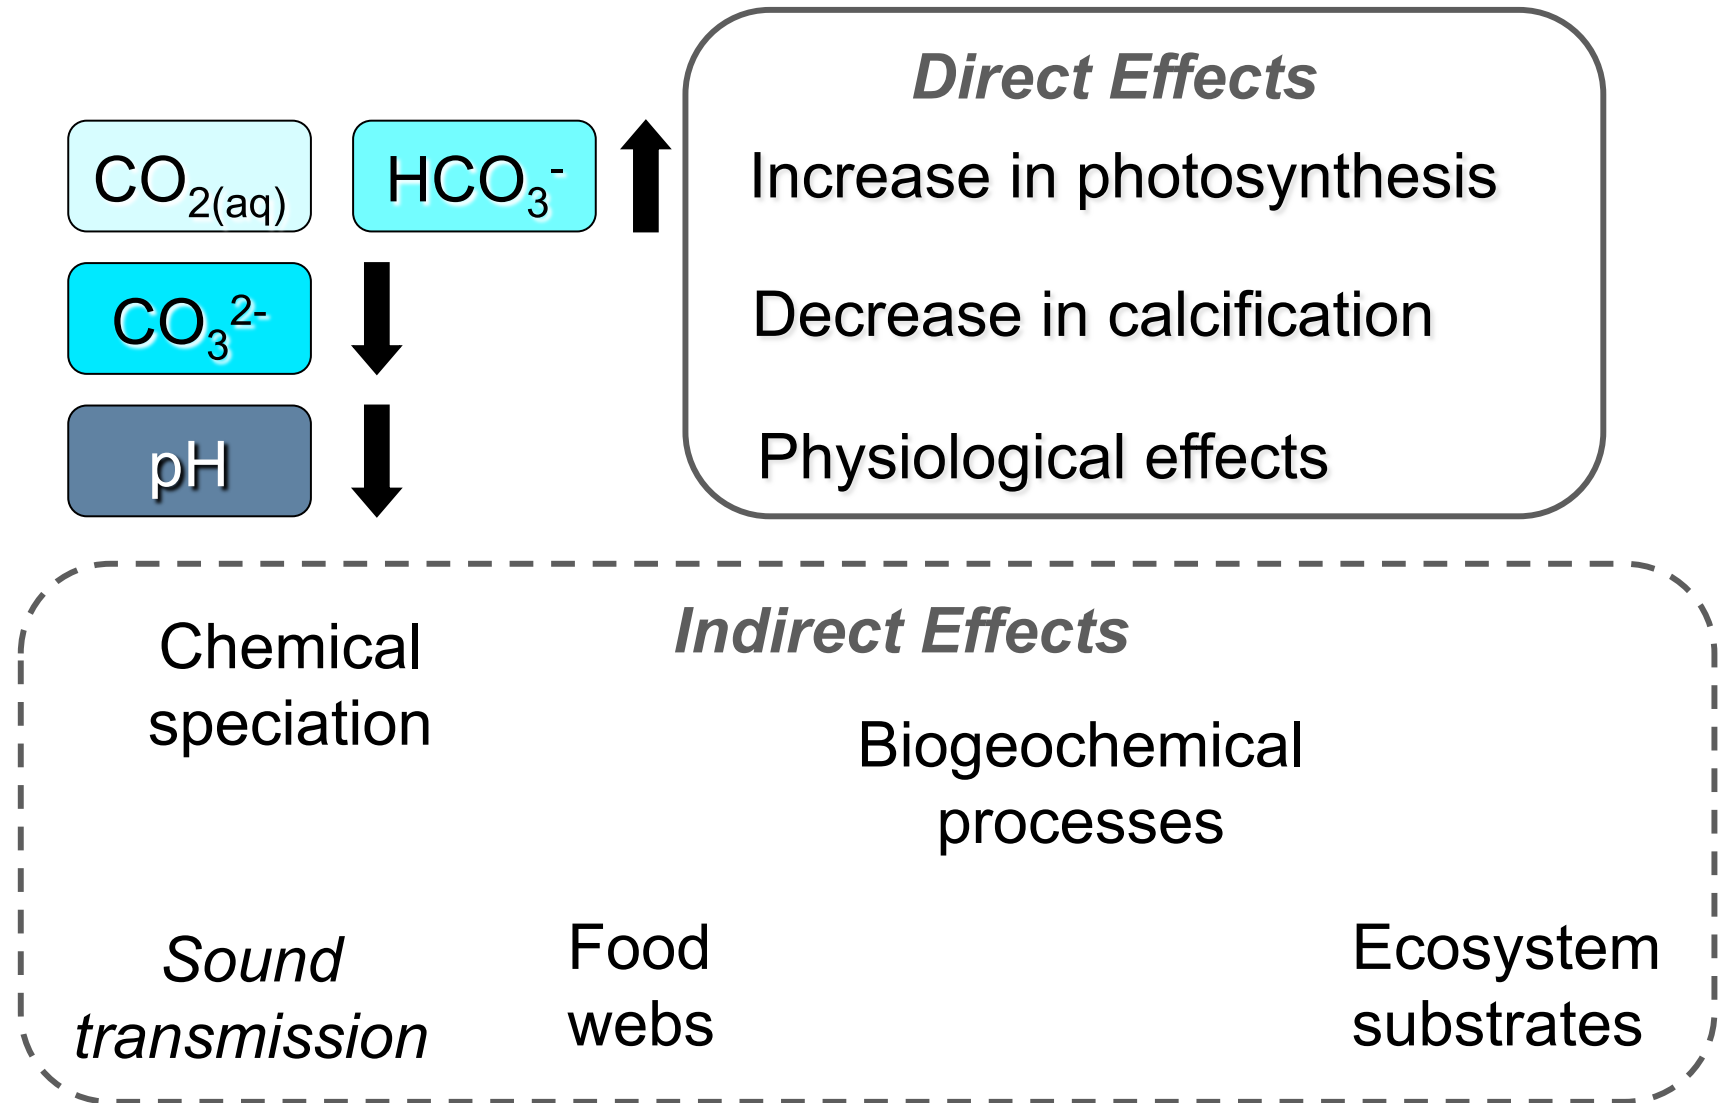 Direct Effects
CO₂₍aq₎ HCO₃⁻
Increase in photosynthesis
CO₃²⁻
Decrease in calcification
pH
Physiological effects
Indirect Effects
Chemical
speciation
Biogeochemical
processes
Sound
transmission
Food
webs
Ecosystem
substrates